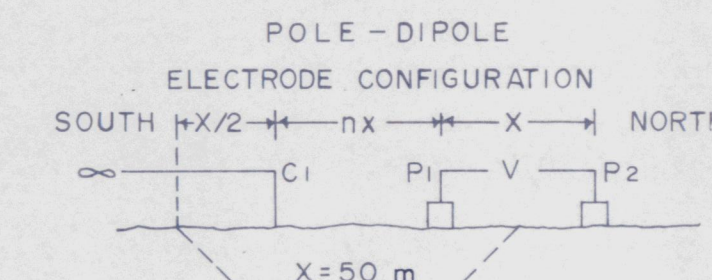 POLE - DIPOLE
ELECTRODE CONFIGURATION
SOUTH X/2 nx X
∞ C1 P1 V P2
X = 50 m